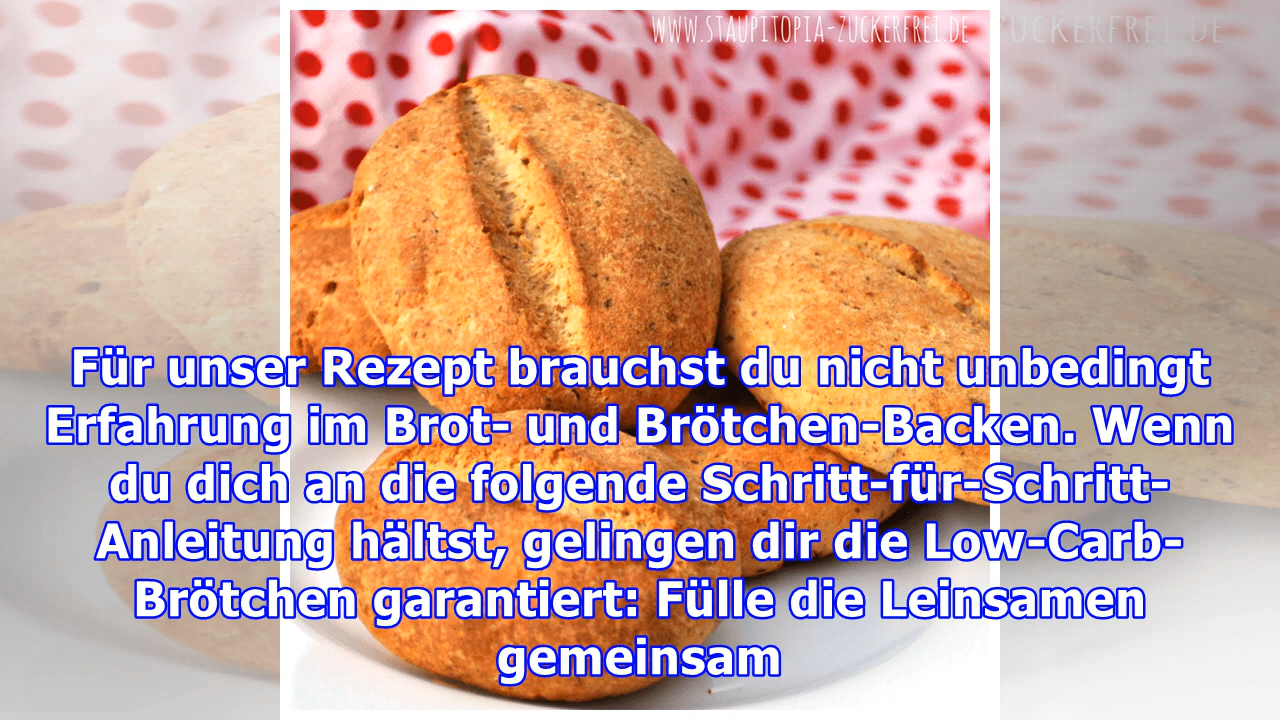 WWW.STAUPITOPIA-ZUCKERFREI.DE
ZUCKERFREI.DE
Für unser Rezept brauchst du nicht unbedingt
Erfahrung im Brot- und Brötchen-Backen. Wenn
du dich an die folgende Schritt-für-Schritt-
Anleitung hältst, gelingen dir die Low-Carb-
Brötchen garantiert: Fülle die Leinsamen
gemeinsam